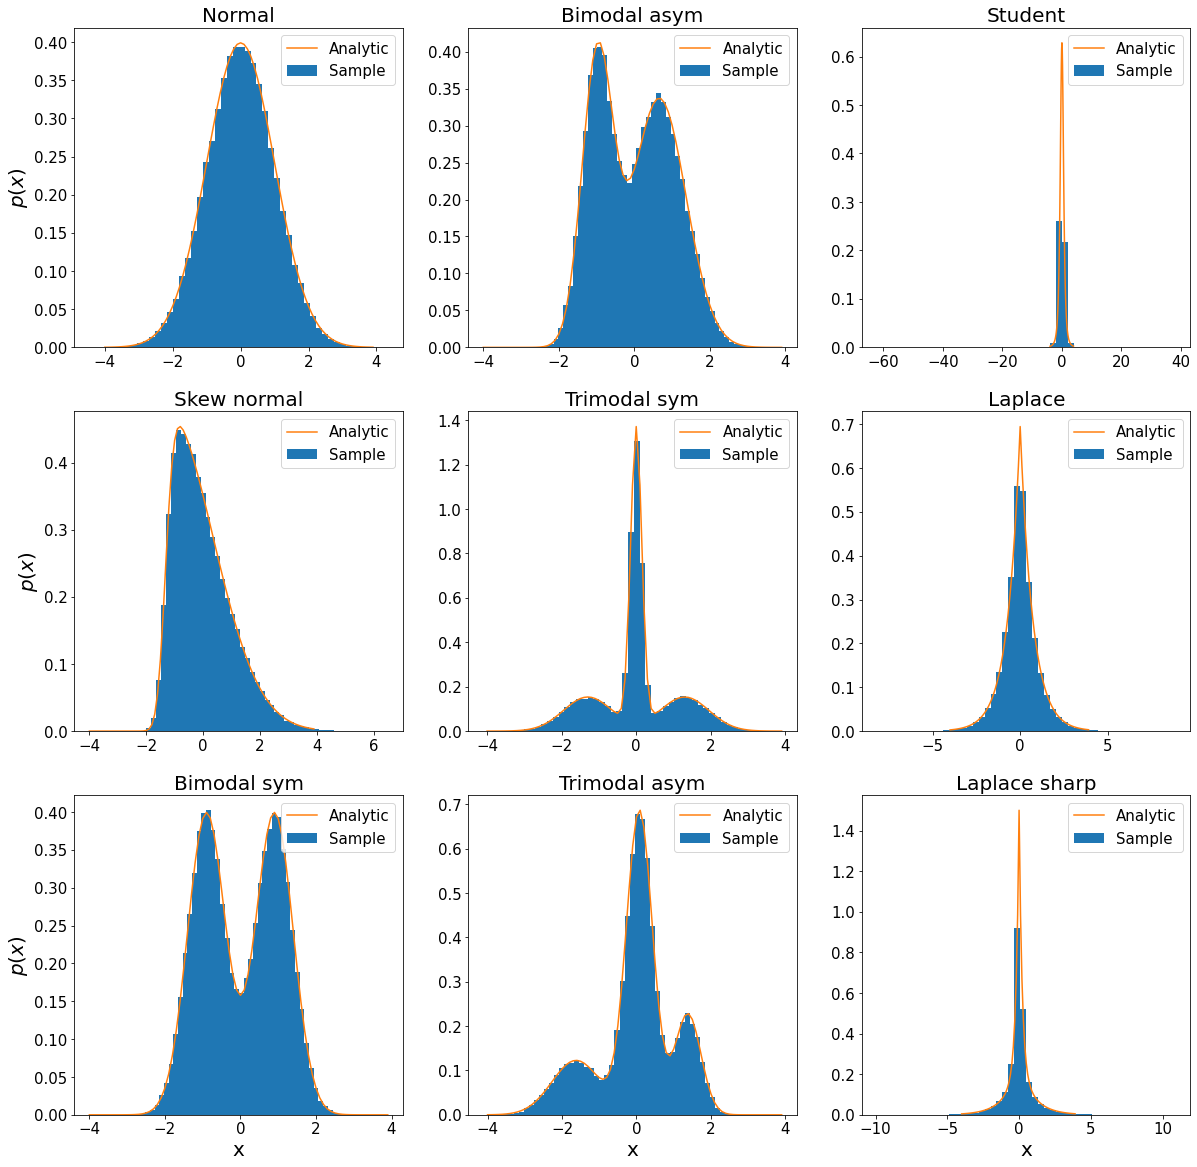 Normal
Analytic
Sample
0.40
0.35
0.30
0.25
0.20
0.15
0.10
0.05
0.00
p(x)
−4 −2 0 2 4
Bimodal asym
Analytic
Sample
0.40
0.35
0.30
0.25
0.20
0.15
0.10
0.05
0.00
−4 −2 0 2 4
Student
Analytic
Sample
0.6
0.5
0.4
0.3
0.2
0.1
0.0
−60 −40 −20 0 20 40
Skew normal
Analytic
Sample
0.4
0.3
0.2
0.1
0.0
p(x)
−4 −2 0 2 4 6
Trimodal sym
Analytic
Sample
1.4
1.2
1.0
0.8
0.6
0.4
0.2
0.0
−4 −2 0 2 4
Laplace
Analytic
Sample
0.7
0.6
0.5
0.4
0.3
0.2
0.1
0.0
−5 0 5
Bimodal sym
Analytic
Sample
0.40
0.35
0.30
0.25
0.20
0.15
0.10
0.05
0.00
p(x)
−4 −2 0 2 4
x
Trimodal asym
Analytic
Sample
0.7
0.6
0.5
0.4
0.3
0.2
0.1
0.0
−4 −2 0 2 4
x
Laplace sharp
Analytic
Sample
1.4
1.2
1.0
0.8
0.6
0.4
0.2
0.0
−10 −5 0 5 10
x